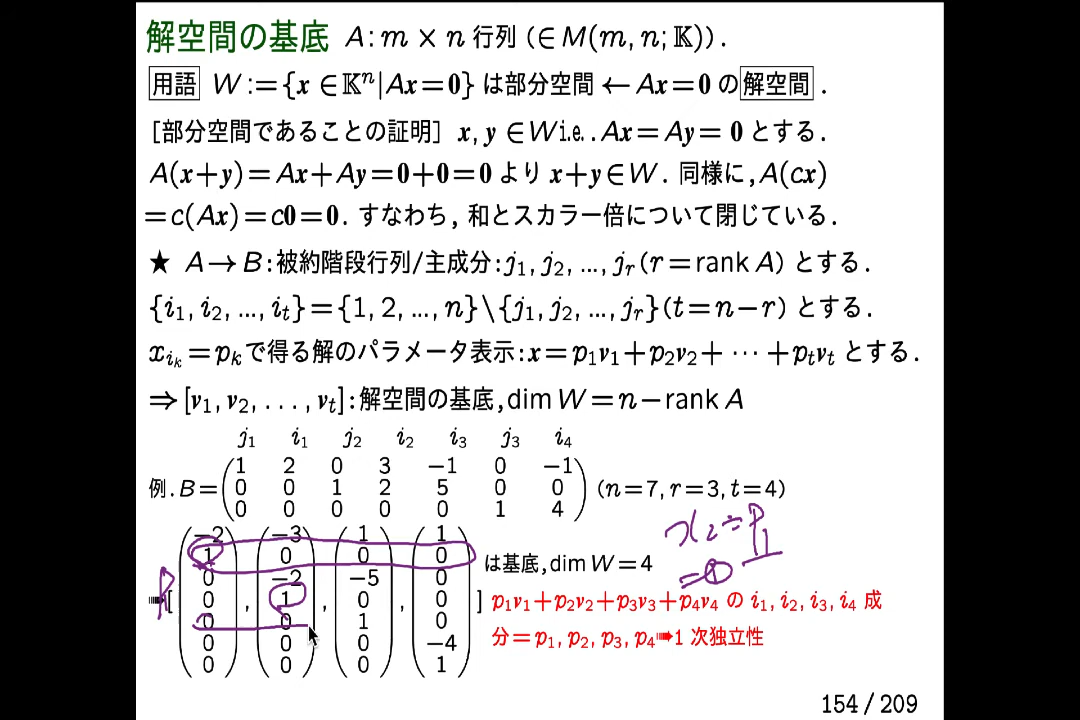 解空間の基底 A:m × n 行列 (∈M(m, n;𝕂)).
用語 W:={x∈𝕂ⁿ|Ax=0} は部分空間 ← Ax=0 の解空間.
[部分空間であることの証明] x, y ∈W i.e. Ax=Ay=0 とする.
A(x+y)=Ax+Ay=0+0=0 より x+y∈W. 同様に,A(cx)
=c(Ax)=c0=0. すなわち, 和とスカラー倍について閉じている.
★ A→B:被約階段行列/主成分:j₁, j₂, ..., jᵣ (r=rank A) とする.
{i₁, i₂, ..., iₜ}={1, 2, ..., n}\{j₁, j₂, ..., jᵣ}(t=n−r) とする.
x_{i_k}=p_kで得る解のパラメータ表示:x=p₁v₁+p₂v₂+ ⋯ +pₜvₜ とする.
⇒[v₁, v₂, . . . , vₜ]:解空間の基底,dim W=n−rank A
j₁ i₁ j₂ i₂ i₃ j₃ i₄
1 2 0 3 −1 0 −1
例.B= 0 0 1 2 5 0 0 (n=7, r=3, t=4)
0 0 0 0 0 1 4
−2 −3 1 1
1 0 0 0
0 −2 −5 0
➠[ 0 , 1 , 0 , 0 ]
0 0 1 0
0 0 0 −4
0 0 0 1
は基底,dim W=4
x₂=p₁
=0
p₁
p₁v₁+p₂v₂+p₃v₃+p₄v₄ の i₁, i₂, i₃, i₄ 成
分=p₁, p₂, p₃, p₄➠1 次独立性
154 / 209